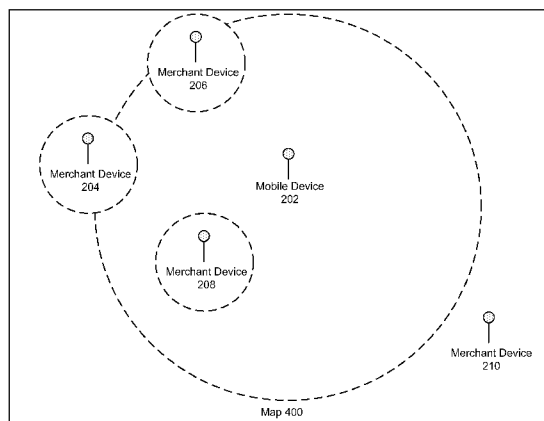 Merchant Device
206
Merchant Device
204
Mobile Device
202
Merchant Device
208
Merchant Device
210
Map 400